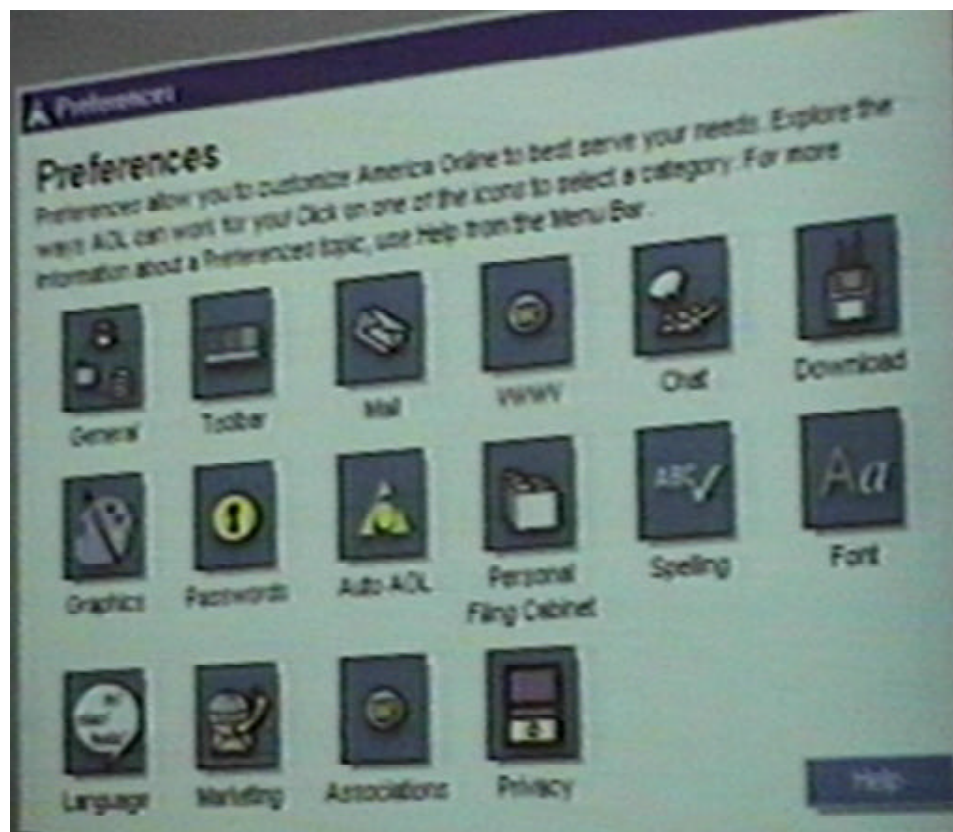 Preferences
Preferences
Preferences allow you to customize America Online to best serve your needs. Explore the
ways AOL can work for you! Click on one of the icons to select a category. For more
information about a Preferences topic, use Help from the Menu Bar.
General Toolbar Mail WWW Chat Download
ABC Aa
Graphics Passwords Auto AOL Personal Filing Cabinet Spelling Font
Language Marketing Associations Privacy
Help